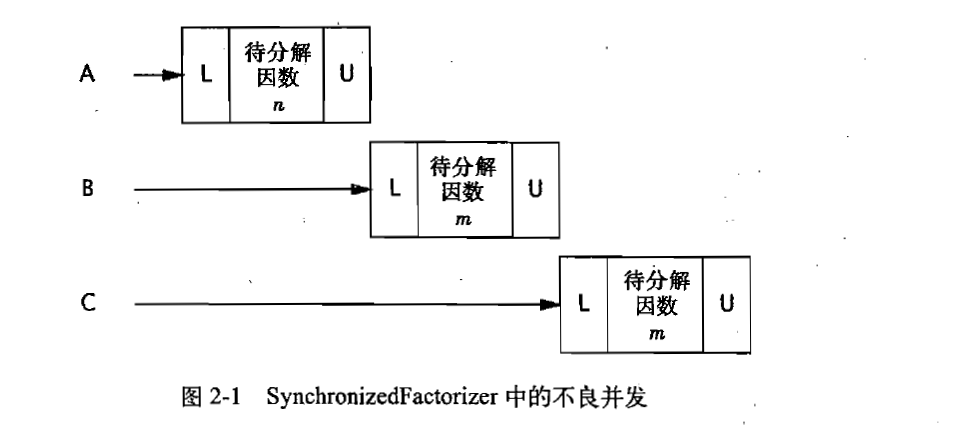 A L 待分解 U
因数
n
B L 待分解 U
因数
m
C L 待分解 U
因数
m
图 2-1 SynchronizedFactorizer 中的不良并发